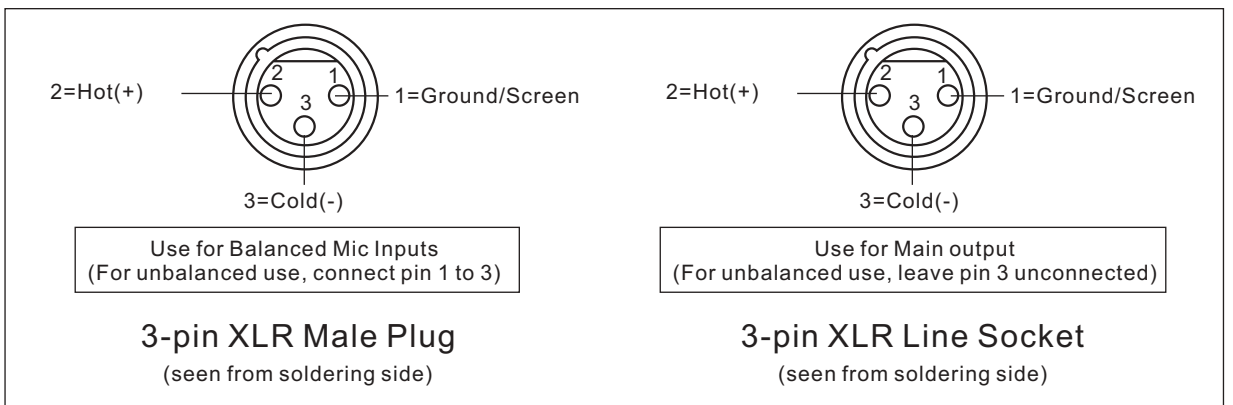 2 1
2=Hot(+) 3 1=Ground/Screen
3=Cold(-)
Use for Balanced Mic Inputs
(For unbalanced use, connect pin 1 to 3)
3-pin XLR Male Plug
(seen from soldering side)
2 1
2=Hot(+) 3 1=Ground/Screen
3=Cold(-)
Use for Main output
(For unbalanced use, leave pin 3 unconnected)
3-pin XLR Line Socket
(seen from soldering side)